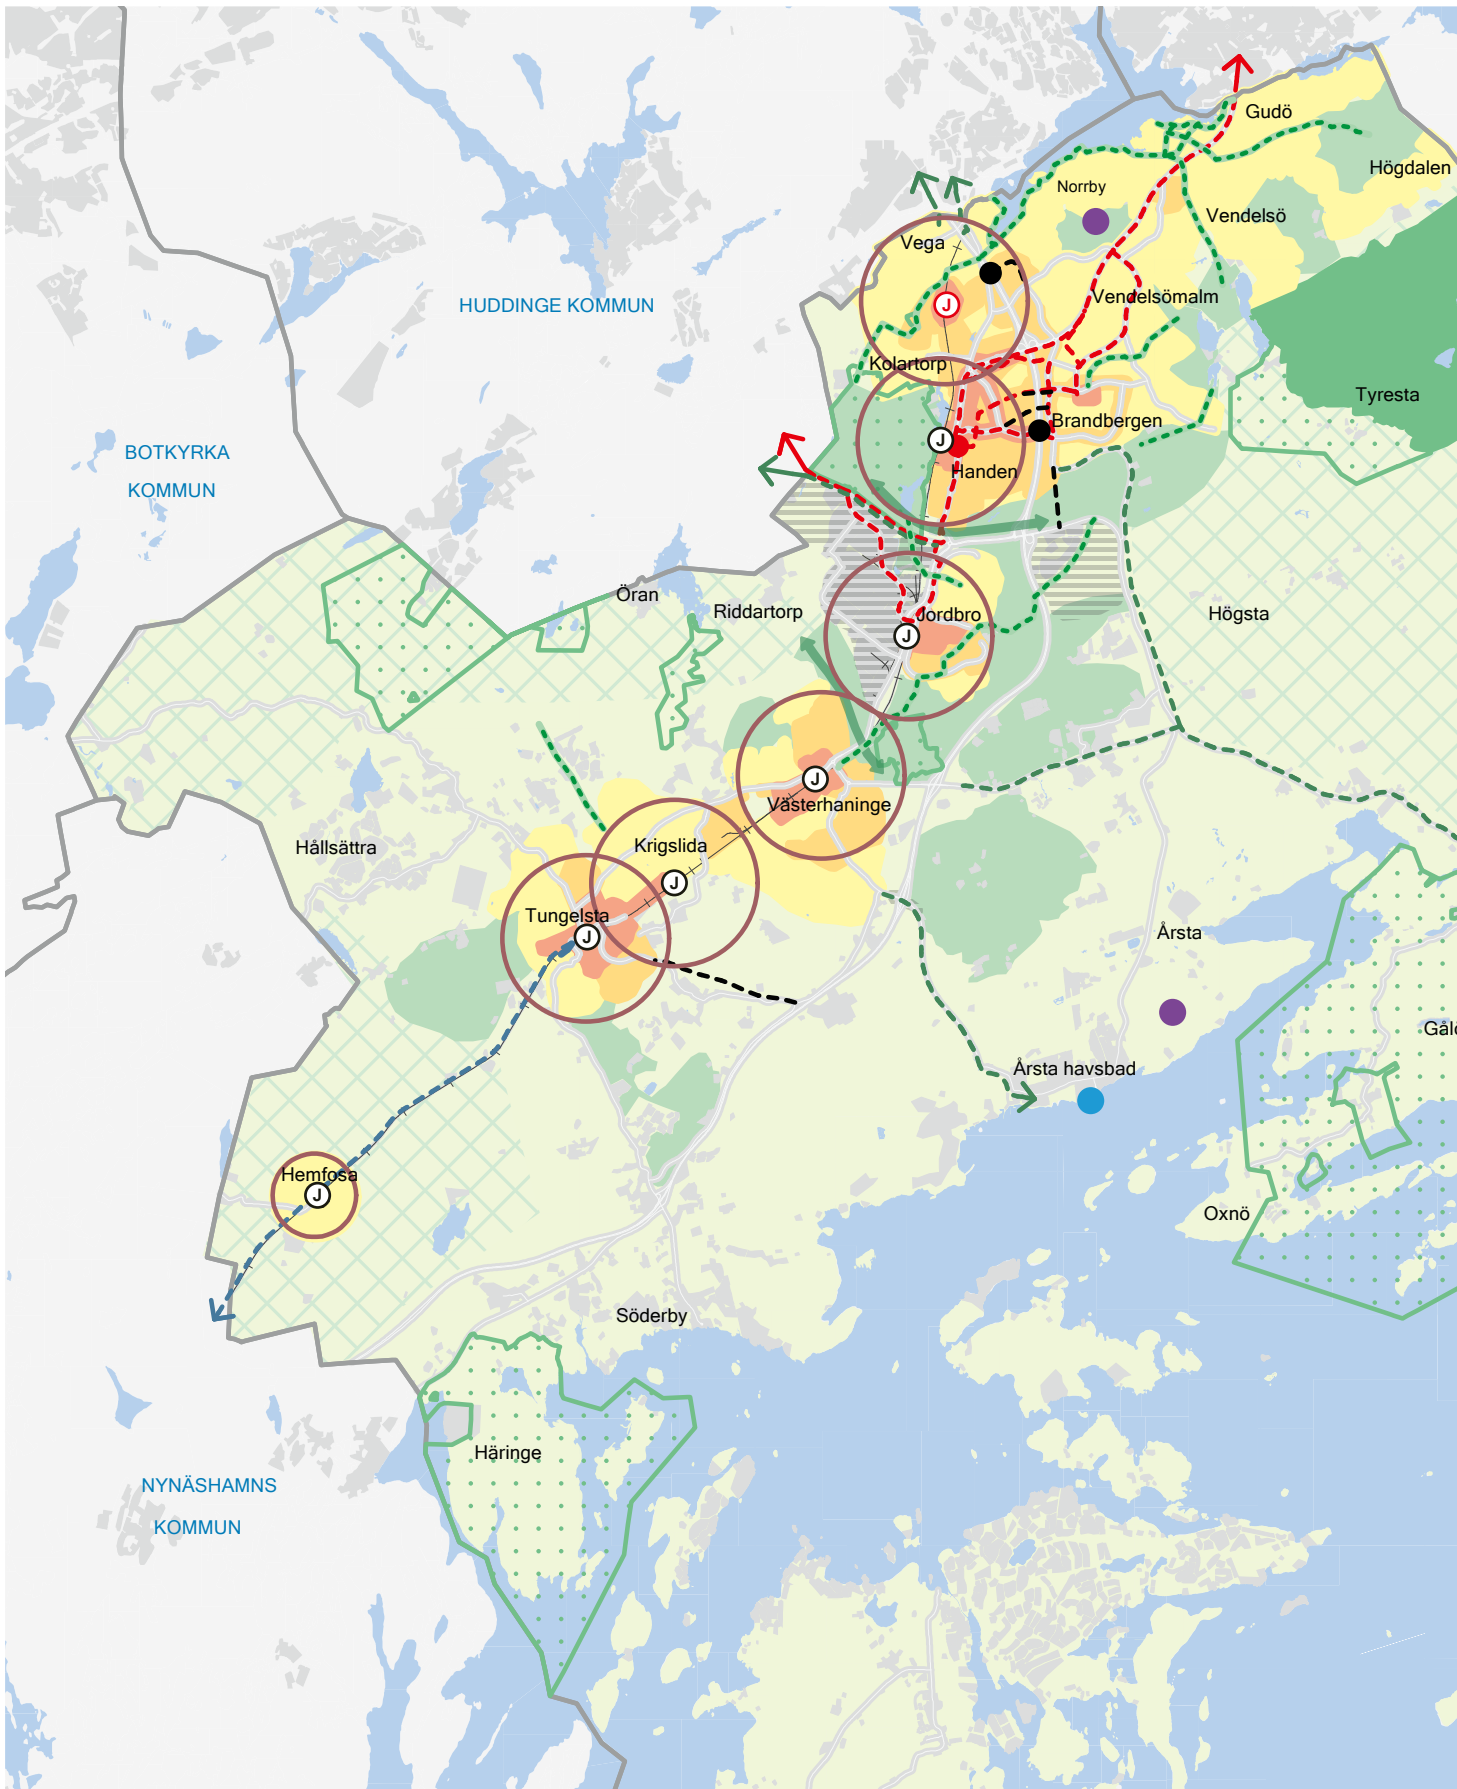 Gudö
Högdalen
Norrby
Vendelsö
Vega
Vendelsömalm
HUDDINGE KOMMUN
J
Kolartorp
Tyresta
Brandbergen
J
Handen
BOTKYRKA
KOMMUN
Öran
Riddartorp
Jordbro
Högsta
J
J
Västerhaninge
Hållsättra
Krigslida
J
Tungelsta
J
Årsta
Gålö
Årsta havsbad
Hemfosa
J
Oxnö
Söderby
Häringe
NYNÄSHAMNS
KOMMUN